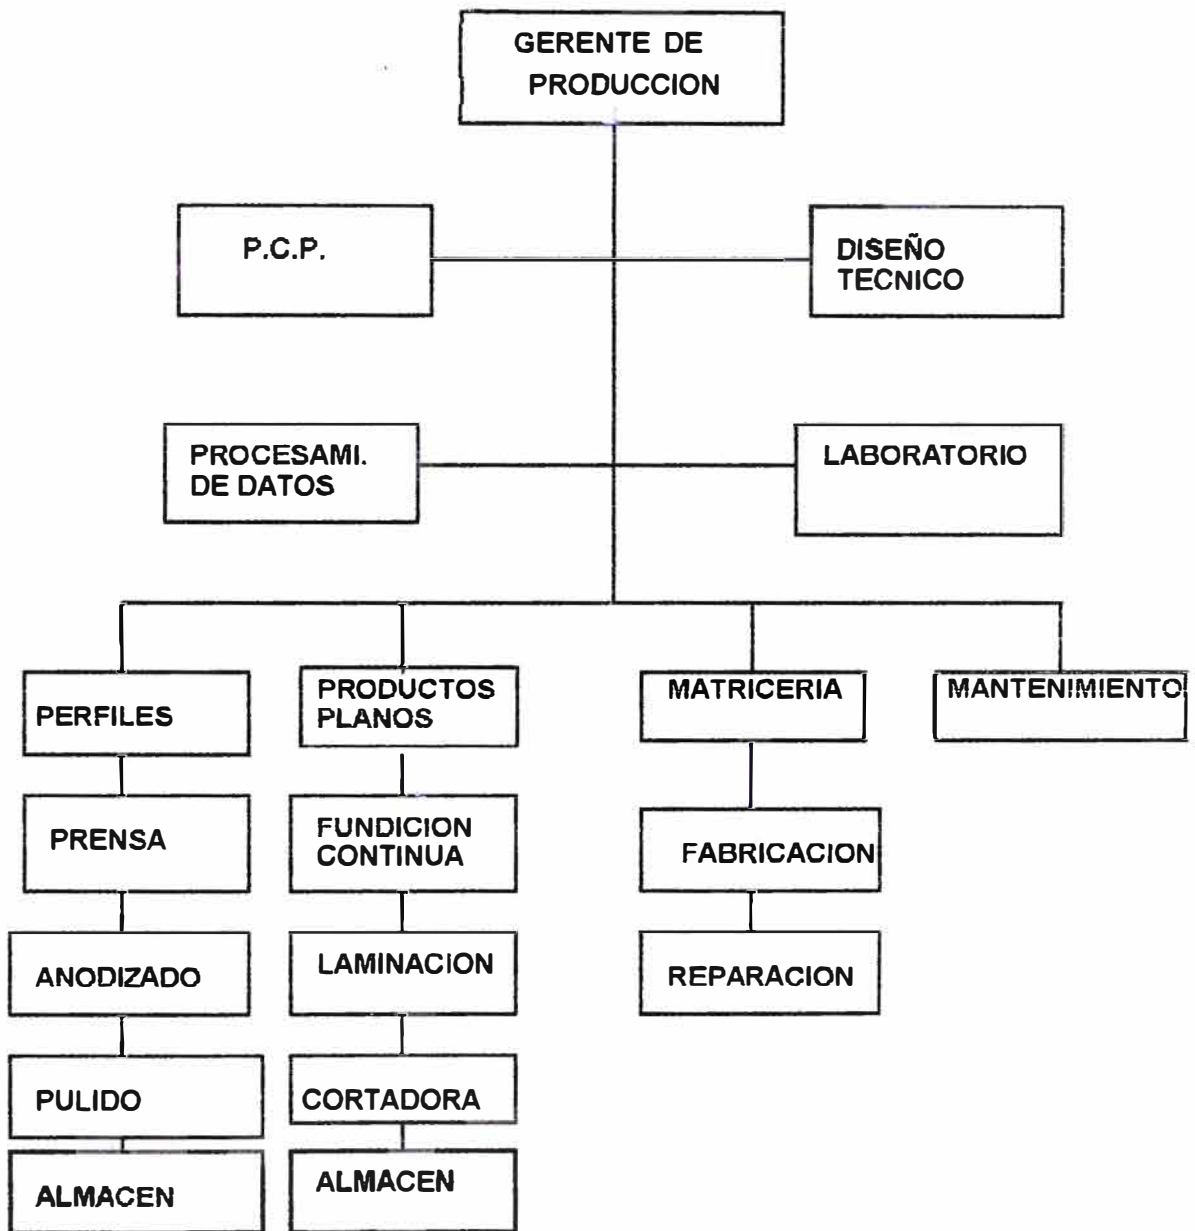 GERENTE DE
PRODUCCION
P.C.P.
DISEÑO
TECNICO
PROCESAMI.
DE DATOS
LABORATORIO
PERFILES
PRODUCTOS
PLANOS
MATRICERIA
MANTENIMIENTO
PRENSA
FUNDICION
CONTINUA
FABRICACION
ANODIZADO
LAMINACION
REPARACION
PULIDO
CORTADORA
ALMACEN
ALMACEN